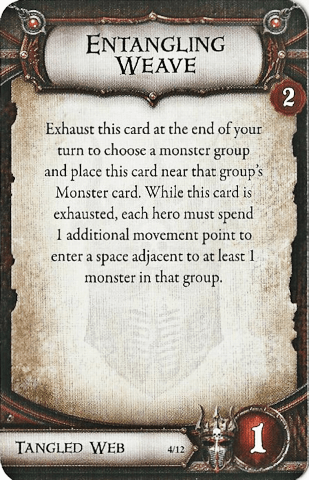 ENTANGLING
WEAVE
2
Exhaust this card at the end of your
turn to choose a monster group
and place this card near that group's
Monster card. While this card is
exhausted, each hero must spend
1 additional movement point to
enter a space adjacent to at least 1
monster in that group.
TANGLED WEB 4/12
1